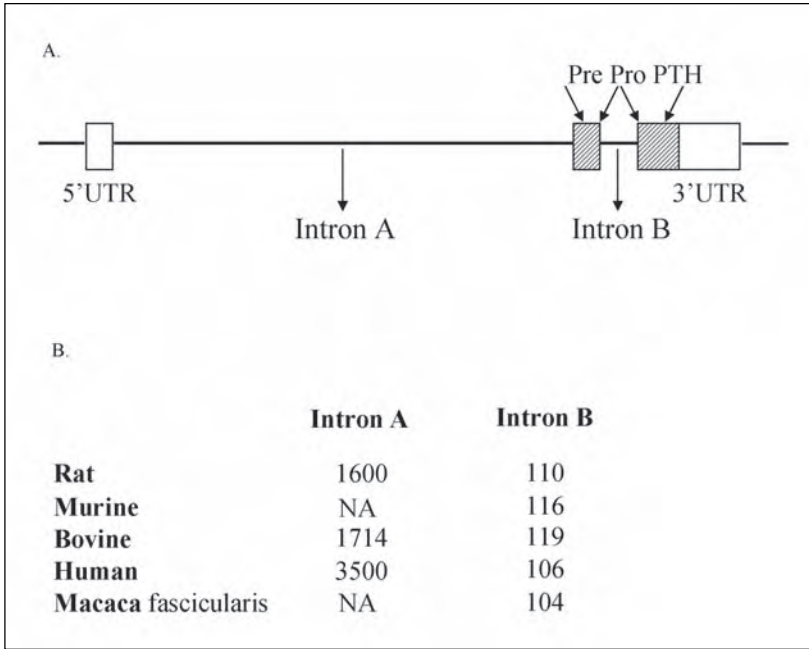 A.
Pre Pro PTH
5'UTR
3'UTR
Intron A
Intron B
B.
Intron A Intron B
Rat 1600 110
Murine NA 116
Bovine 1714 119
Human 3500 106
Macaca fascicularis NA 104